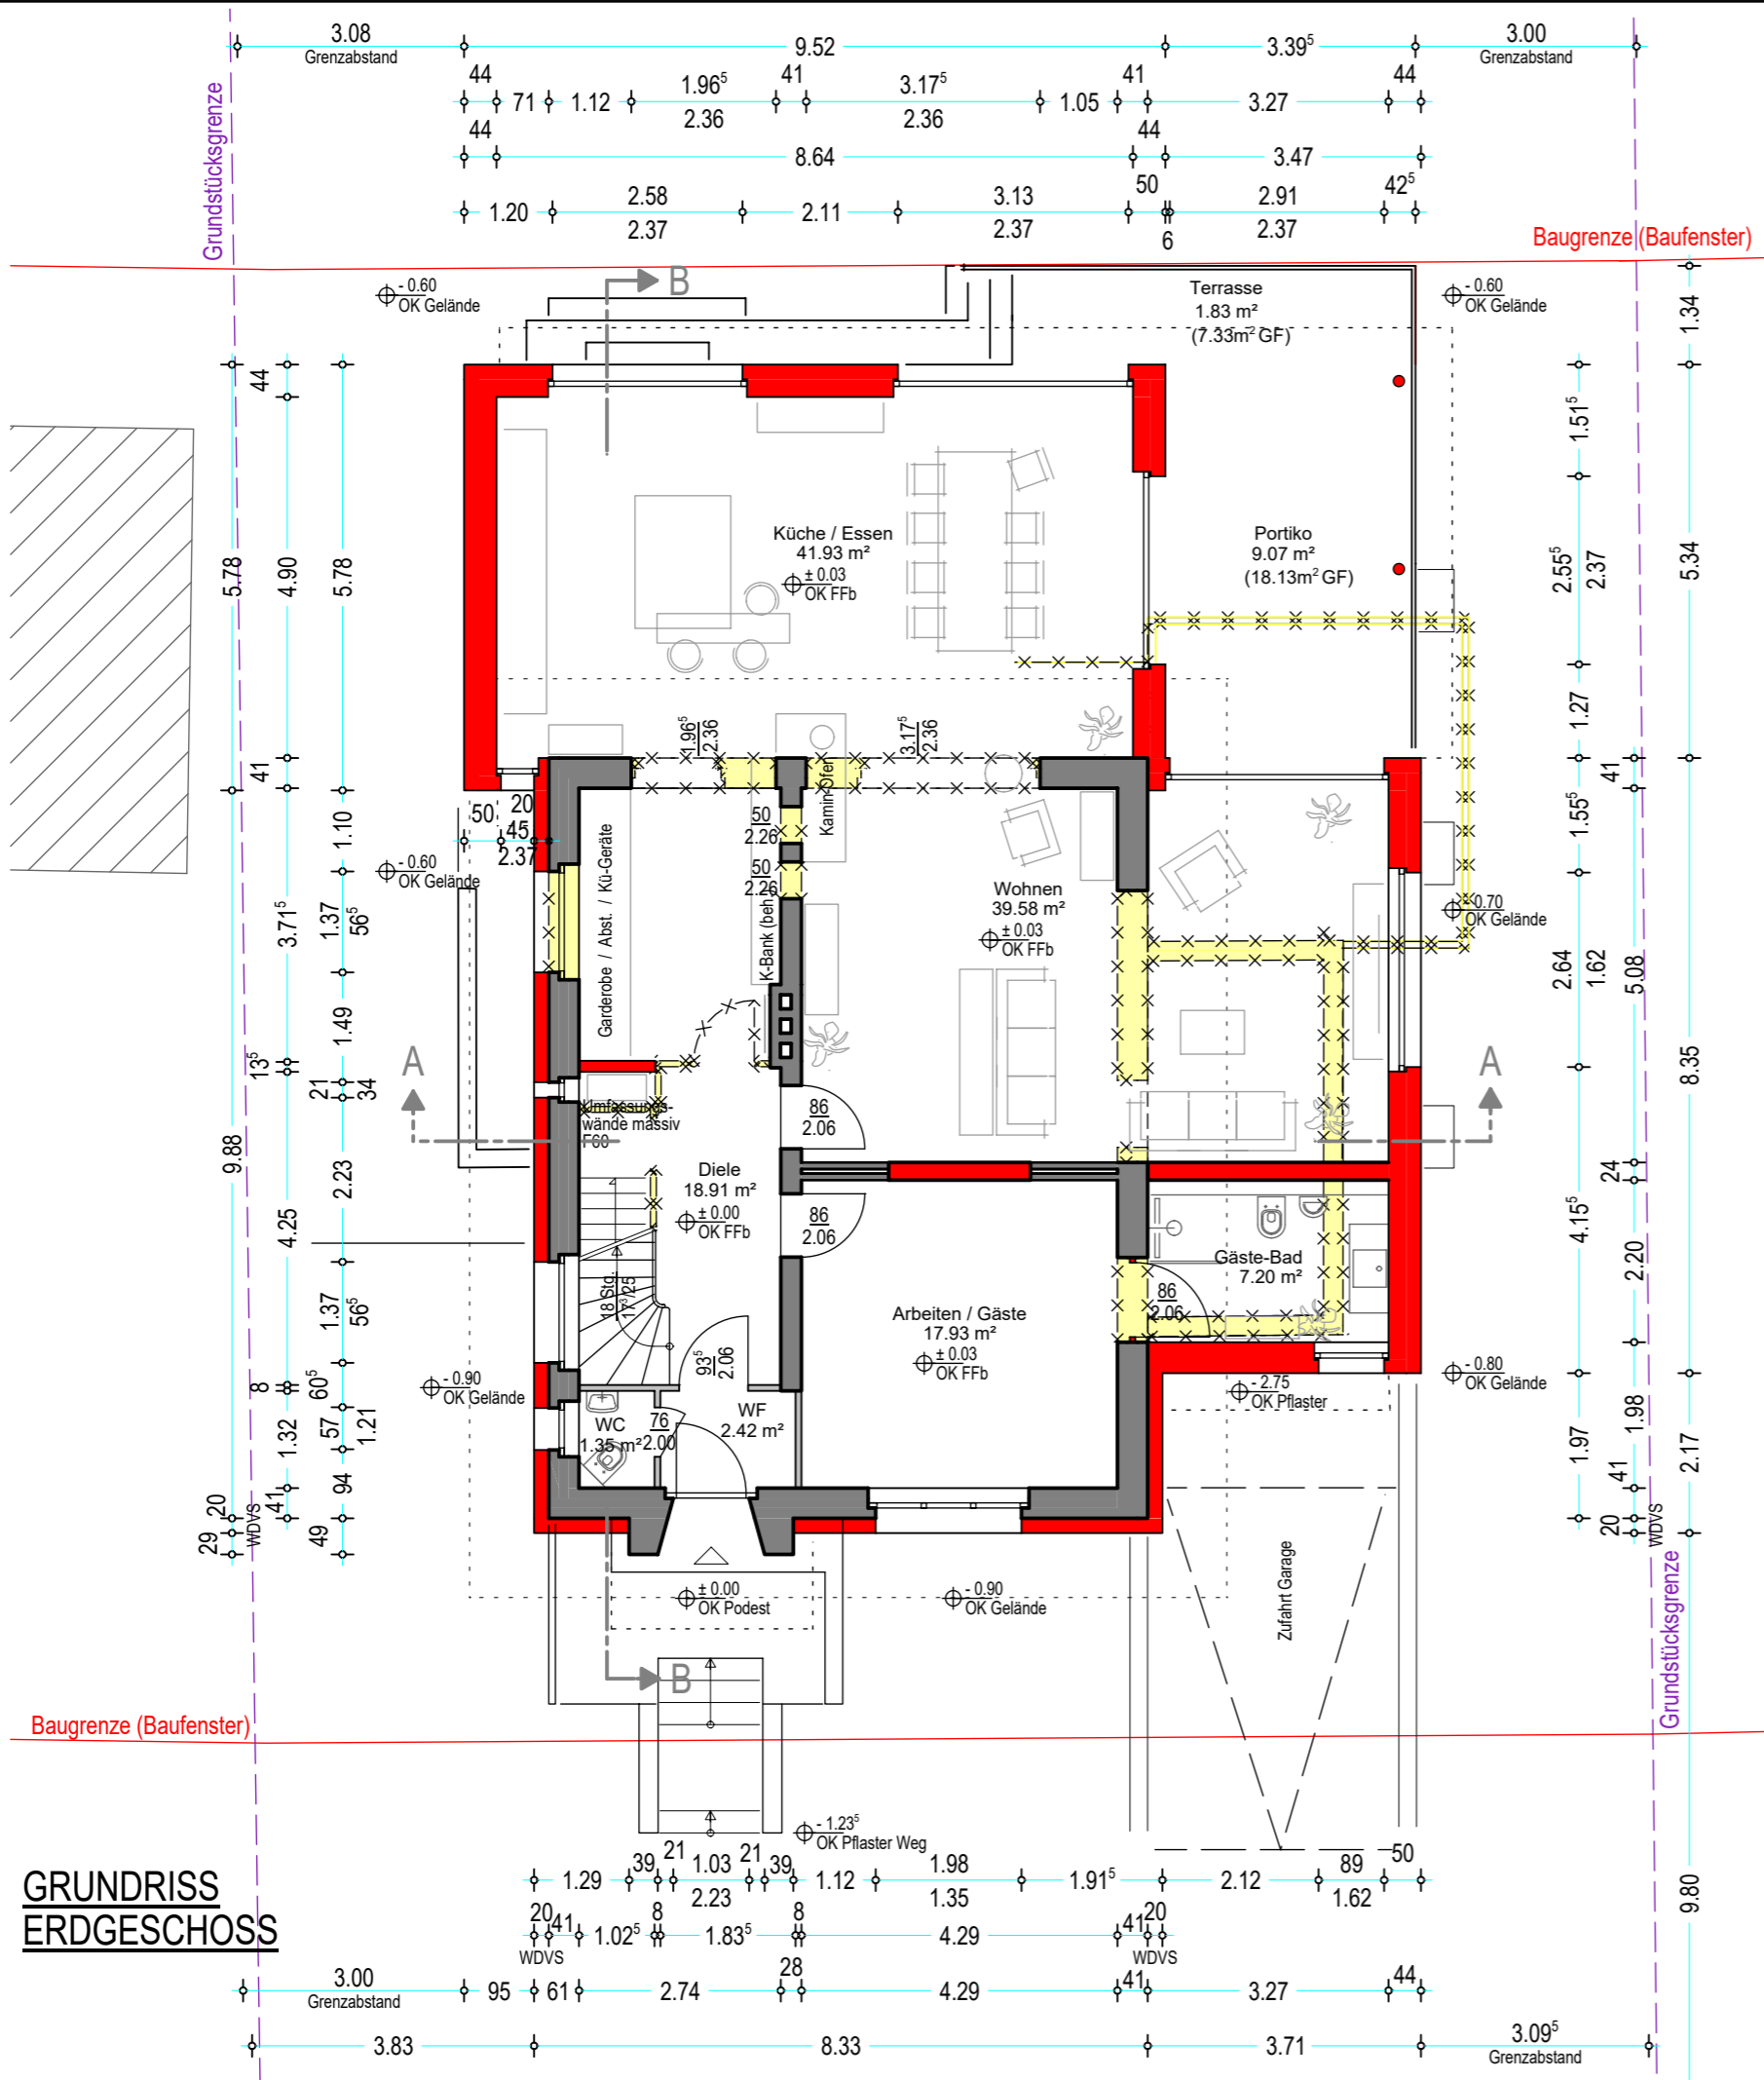 3.08
Grenzabstand
9.52
3.39⁵
3.00
Grenzabstand
44
71
1.12
1.96⁵
2.36
41
3.17⁵
2.36
1.05
41
3.27
44
44
8.64
44
3.47
1.20
2.58
2.37
2.11
3.13
2.37
50
6
2.91
2.37
42⁵
Grundstücksgrenze
Baugrenze (Baufenster)
- 0.60
OK Gelände
B
Terrasse
1.83 m²
(7.33m² GF)
- 0.60
OK Gelände
1.34
44
5.78
4.90
5.78
Küche / Essen
41.93 m²
± 0.03
OK FFb
Portiko
9.07 m²
(18.13m² GF)
1.51⁵
2.55⁵
2.37
5.34
1.27
1.96⁵
2.36
3.17⁵
2.36
41
41
50
20
45
2.37
1.10
- 0.60
OK Gelände
Garderobe / Abst. / Kü-Geräte
50
2.26
50
2.26
Kamin-Ofen
K-Bank (beh.)
Wohnen
39.58 m²
± 0.03
OK FFb
- 0.70
OK Gelände
1.55⁵
3.71⁵
1.37
56⁵
2.64
1.62
5.08
8.35
1.49
13⁵
21
34
A
A
Umfassungs-
wände massiv
F60
86
2.06
9.88
2.23
4.25
Diele
18.91 m²
± 0.00
OK FFb
86
2.06
24
4.15⁵
2.20
Gäste-Bad
7.20 m²
86
2.06
18 Stg.
17³/25
1.37
56⁵
Arbeiten / Gäste
17.93 m²
± 0.03
OK FFb
93⁵
2.06
8
60⁵
- 0.90
OK Gelände
- 2.75
OK Pflaster
- 0.80
OK Gelände
WC
1.35 m²
76
2.00
WF
2.42 m²
1.32
57
1.21
1.97
1.98
2.17
94
41
20
29
WDVS
49
41
20
WDVS
± 0.00
OK Podest
- 0.90
OK Gelände
Zufahrt Garage
Grundstücksgrenze
B
Baugrenze (Baufenster)
- 1.23⁵
OK Pflaster Weg
GRUNDRISS
ERDGESCHOSS
1.29
39
21
1.03
2.23
21
39
1.12
1.98
1.35
1.91⁵
2.12
89
1.62
50
9.80
20
41
WDVS
1.02⁵
8
1.83⁵
8
4.29
41
20
WDVS
3.00
Grenzabstand
95
61
2.74
28
4.29
41
3.27
44
3.83
8.33
3.71
3.09⁵
Grenzabstand